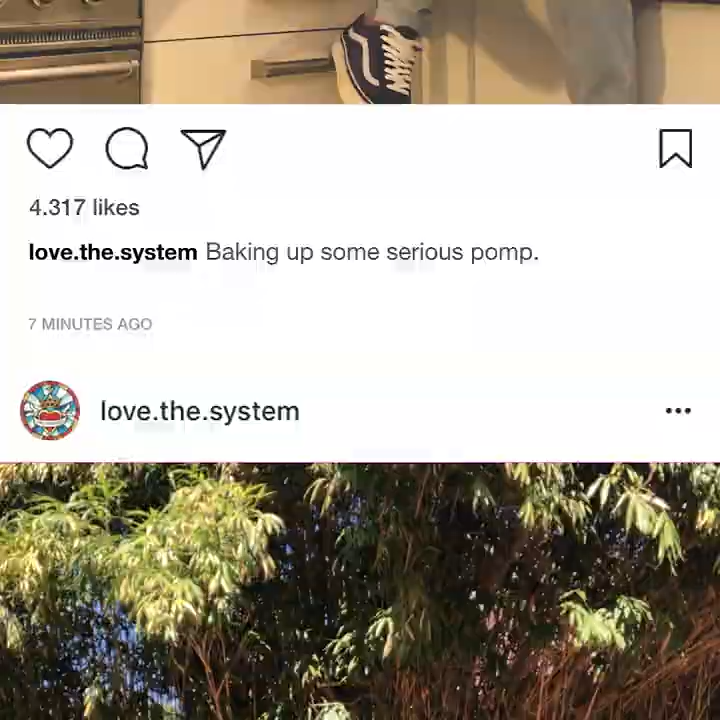 4.317 likes
love.the.system Baking up some serious pomp.
7 MINUTES AGO
love.the.system